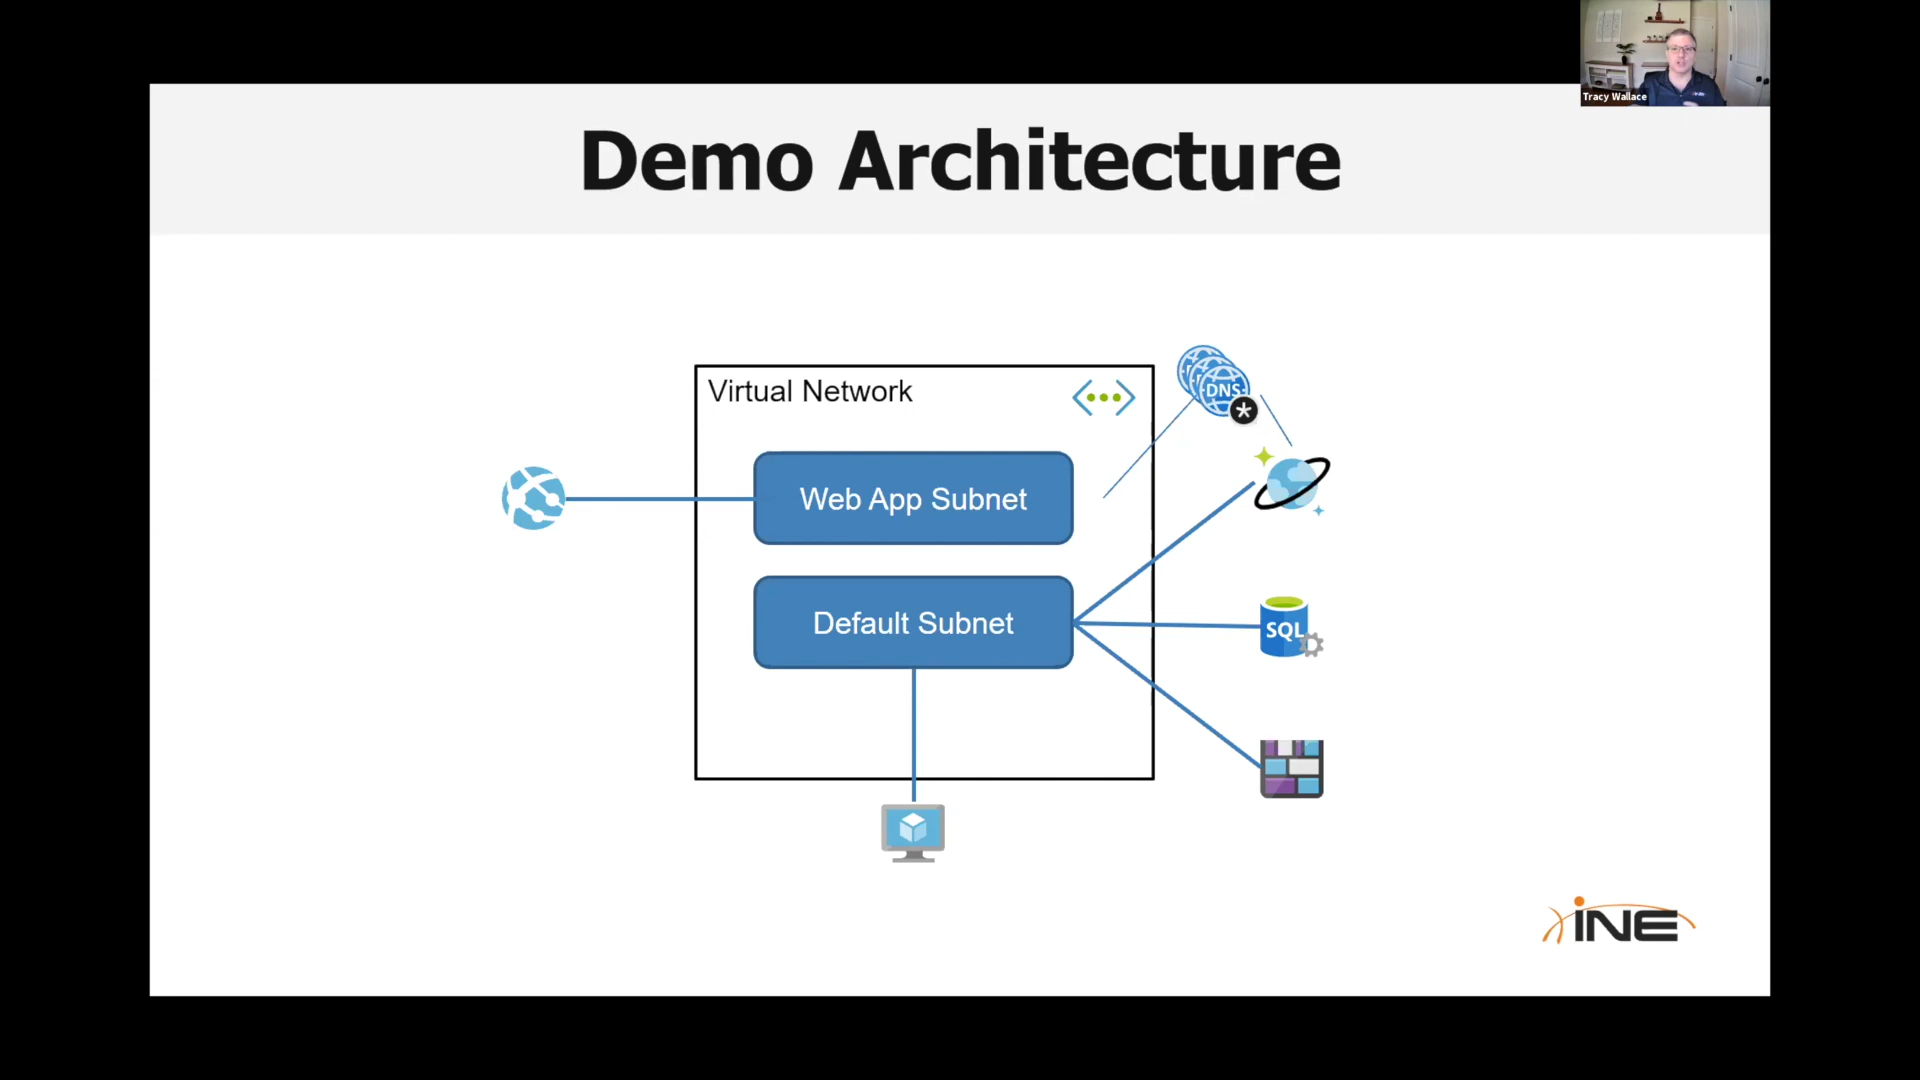 Tracy Wallace
Demo Architecture
Virtual Network
DNS
Web App Subnet
Default Subnet
SQL
iNE